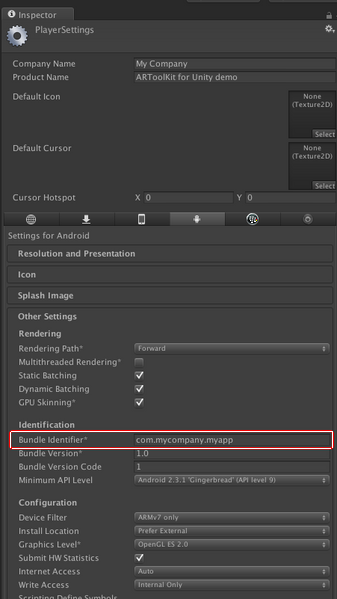 Inspector
PlayerSettings
Company Name My Company
Product Name ARToolKit for Unity demo
Default Icon
None
(Texture2D)
Select
Default Cursor
None
(Texture2D)
Select
Cursor Hotspot X 0 Y 0
Settings for Android
Resolution and Presentation
Icon
Splash Image
Other Settings
Rendering
Rendering Path* Forward
Multithreaded Rendering*
Static Batching
Dynamic Batching
GPU Skinning*
Identification
Bundle Identifier* com.mycompany.myapp
Bundle Version* 1.0
Bundle Version Code 1
Minimum API Level Android 2.3.1 'Gingerbread' (API level 9)
Configuration
Device Filter ARMv7 only
Install Location Prefer External
Graphics Level* OpenGL ES 2.0
Submit HW Statistics
Internet Access Auto
Write Access Internal Only
Scripting Define Symbols